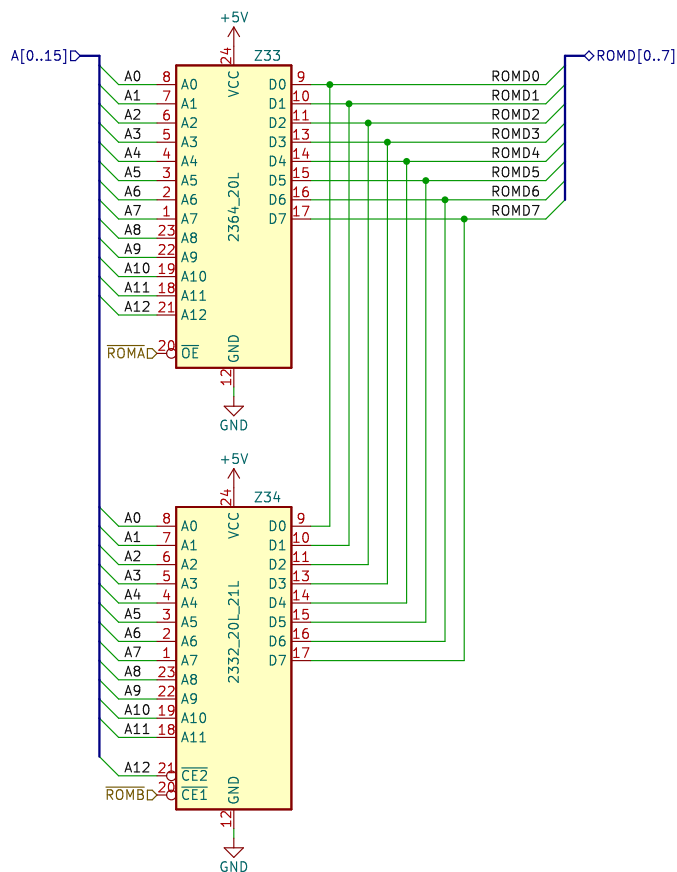 +5V
A[0..15]
24
Z33
ROMD[0..7]
VCC
A0 8 A0 D0 9 ROMD0
A1 7 A1 D1 10 ROMD1
A2 6 A2 D2 11 ROMD2
A3 5 A3 D3 13 ROMD3
A4 4 A4 D4 14 ROMD4
A5 3 A5 D5 15 ROMD5
A6 2 A6 D6 16 ROMD6
A7 1 A7 D7 17 ROMD7
2364_20L
A8 23 A8
A9 22 A9
A10 19 A10
A11 18 A11
A12 21 A12
ROMA 20 OE
GND
12
GND
+5V
24
Z34
VCC
A0 8 A0 D0 9
A1 7 A1 D1 10
A2 6 A2 D2 11
A3 5 A3 D3 13
A4 4 A4 D4 14
A5 3 A5 D5 15
A6 2 A6 D6 16
A7 1 A7 D7 17
2332_20L_21L
A8 23 A8
A9 22 A9
A10 19 A10
A11 18 A11
A12 21 CE2
ROMB 20 CE1
GND
12
GND